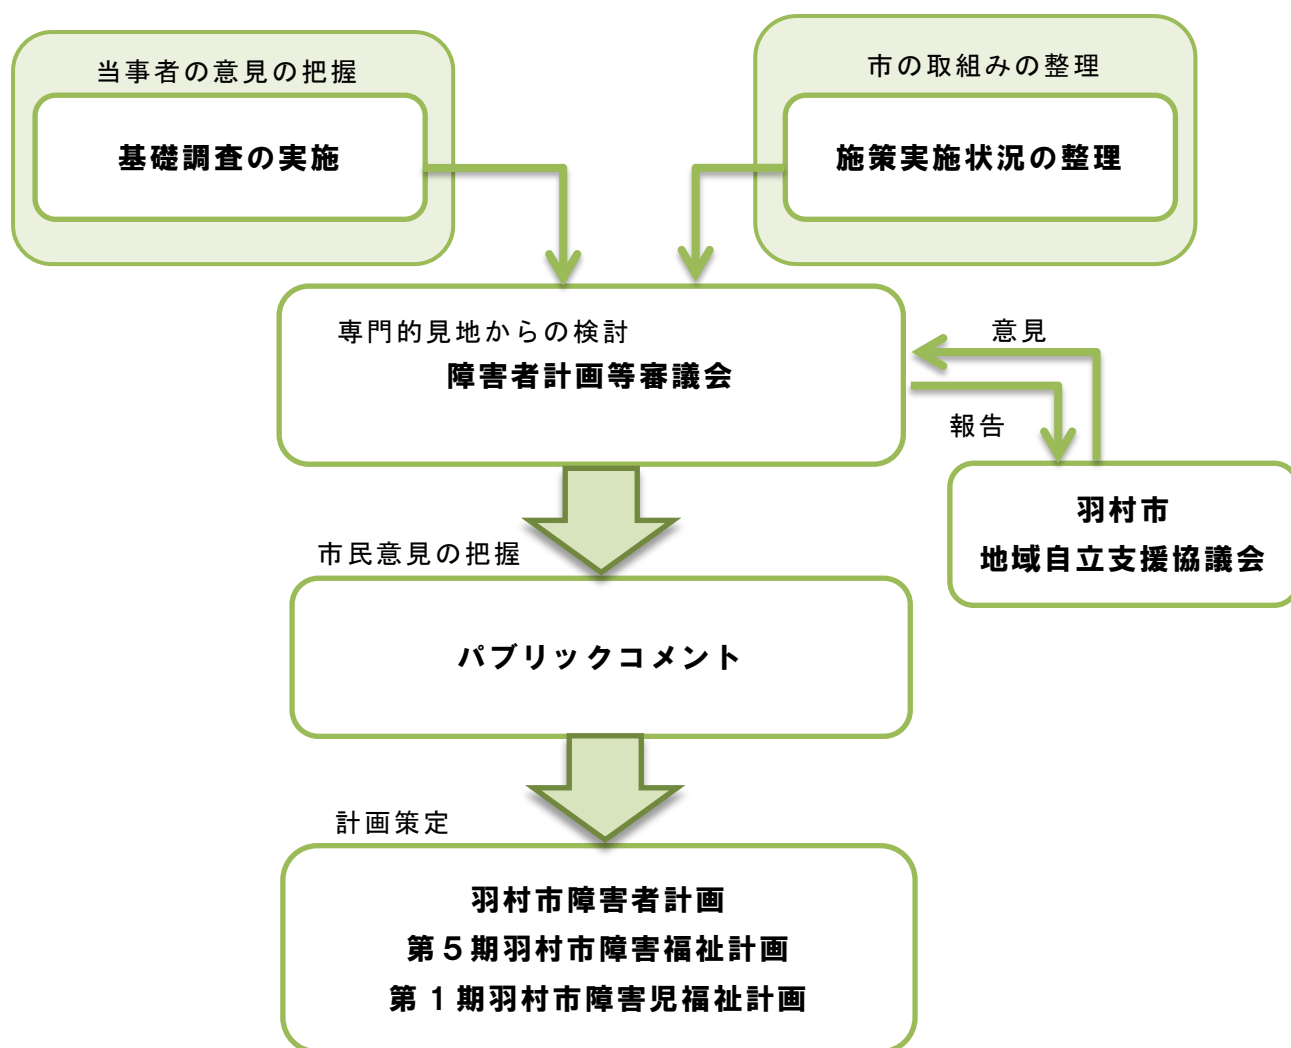 当事者の意見の把握
基礎調査の実施
市の取組みの整理
施策実施状況の整理
専門的見地からの検討
障害者計画等審議会
意見
報告
羽村市
地域自立支援協議会
市民意見の把握
パブリックコメント
計画策定
羽村市障害者計画
第５期羽村市障害福祉計画
第１期羽村市障害児福祉計画